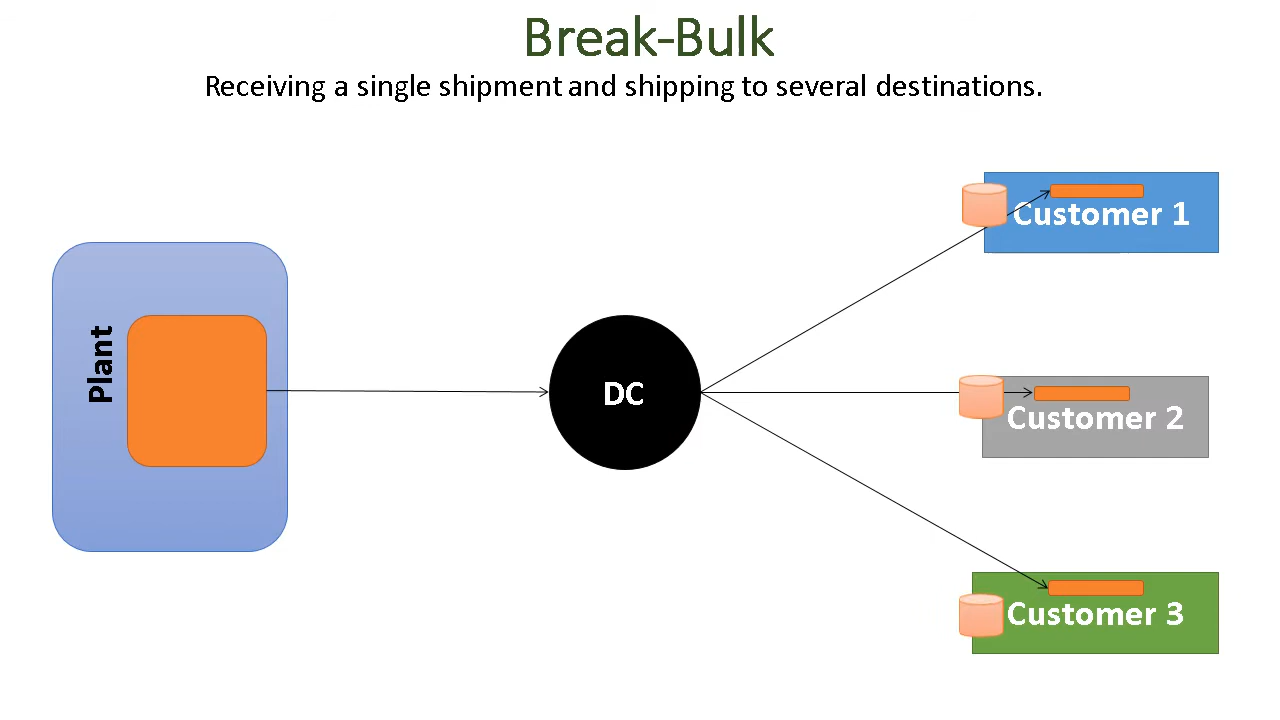 Break-Bulk
Receiving a single shipment and shipping to several destinations.
Plant
DC
Customer 1
Customer 2
Customer 3